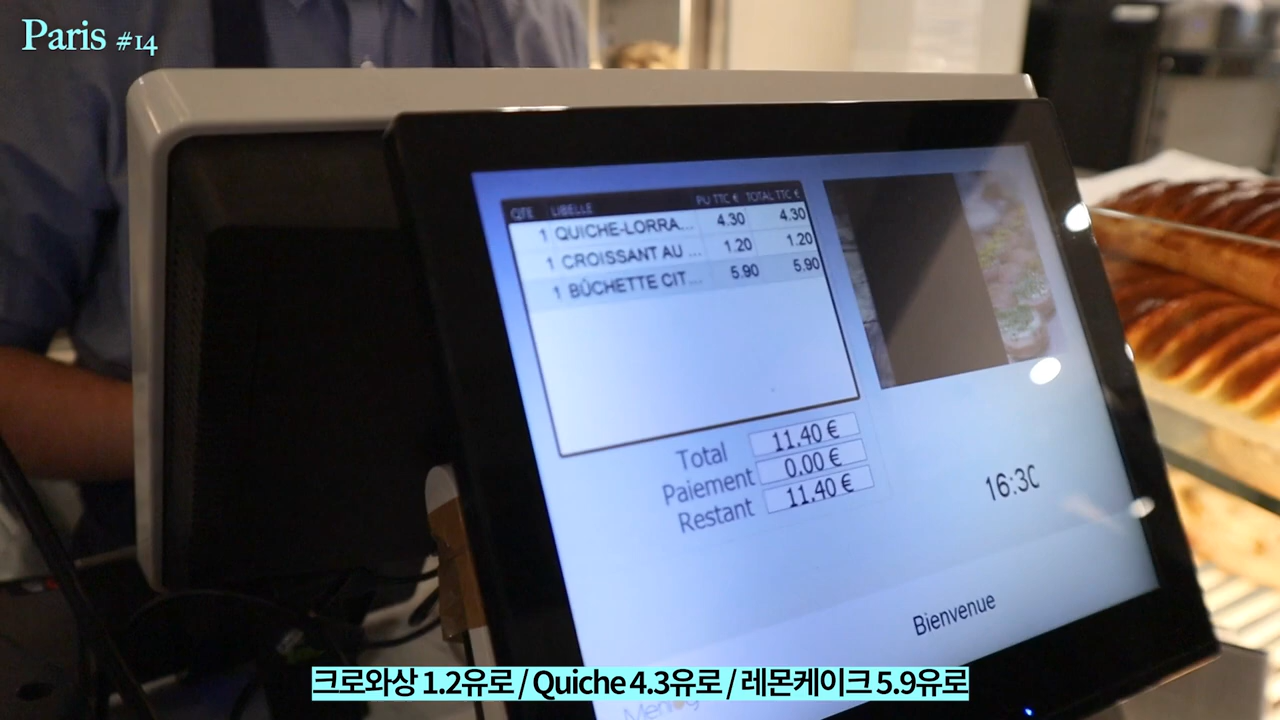 Paris #14
QTE LIBELLE PU TTC € TOTAL TTC €
1 QUICHE-LORRA... 4.30 4.30
1 CROISSANT AU ... 1.20 1.20
1 BÛCHETTE CIT... 5.90 5.90
Total 11.40 €
Paiement 0.00 €
Restant 11.40 €
16:30
Bienvenue
크로와상 1.2유로 / Quiche 4.3유로 / 레몬케이크 5.9유로